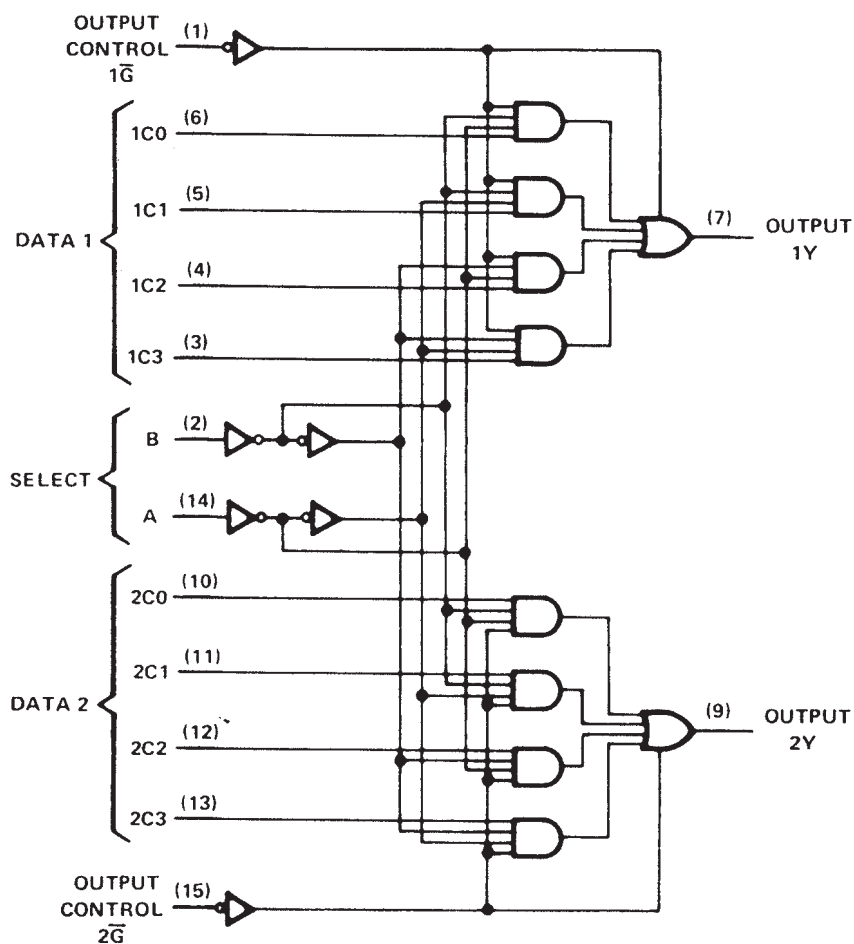 OUTPUT
CONTROL
1G̅
(1)
1C0
(6)
1C1
(5)
DATA 1
1C2
(4)
1C3
(3)
(7)
OUTPUT
1Y
B
(2)
SELECT
A
(14)
2C0
(10)
2C1
(11)
DATA 2
2C2
(12)
2C3
(13)
(9)
OUTPUT
2Y
OUTPUT
CONTROL
2G̅
(15)